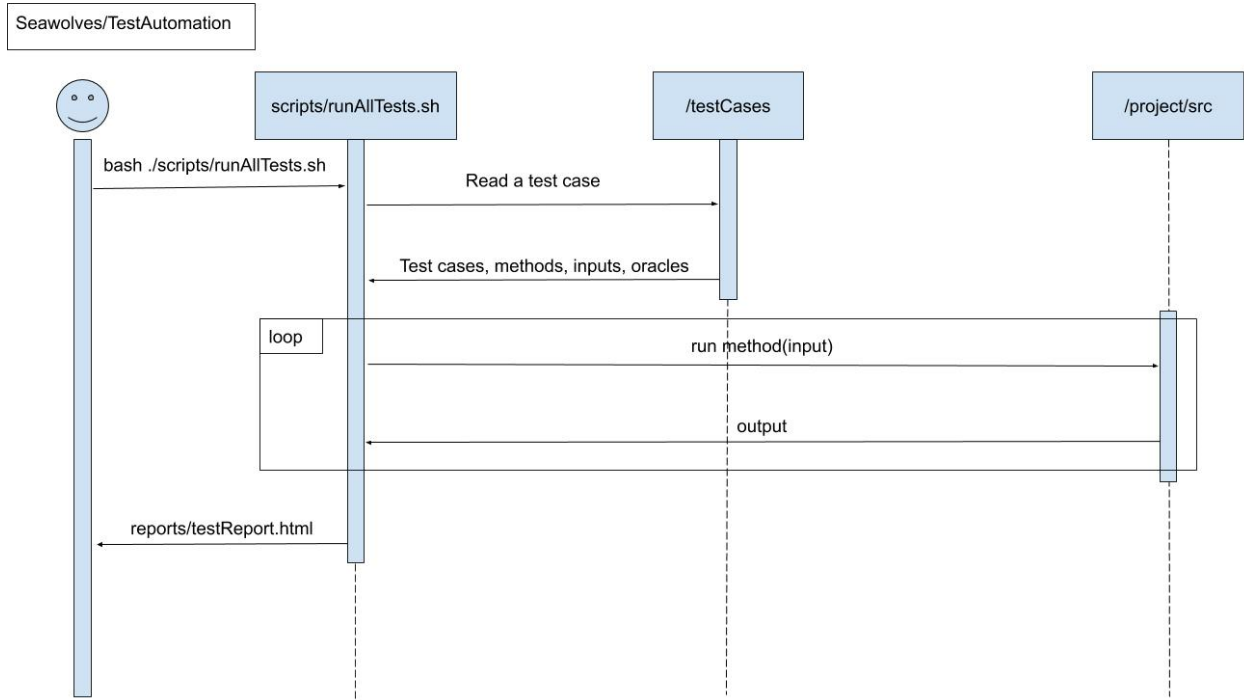 Seawolves/TestAutomation
scripts/runAllTests.sh
/testCases
/project/src
bash ./scripts/runAllTests.sh
Read a test case
Test cases, methods, inputs, oracles
loop
run method(input)
output
reports/testReport.html